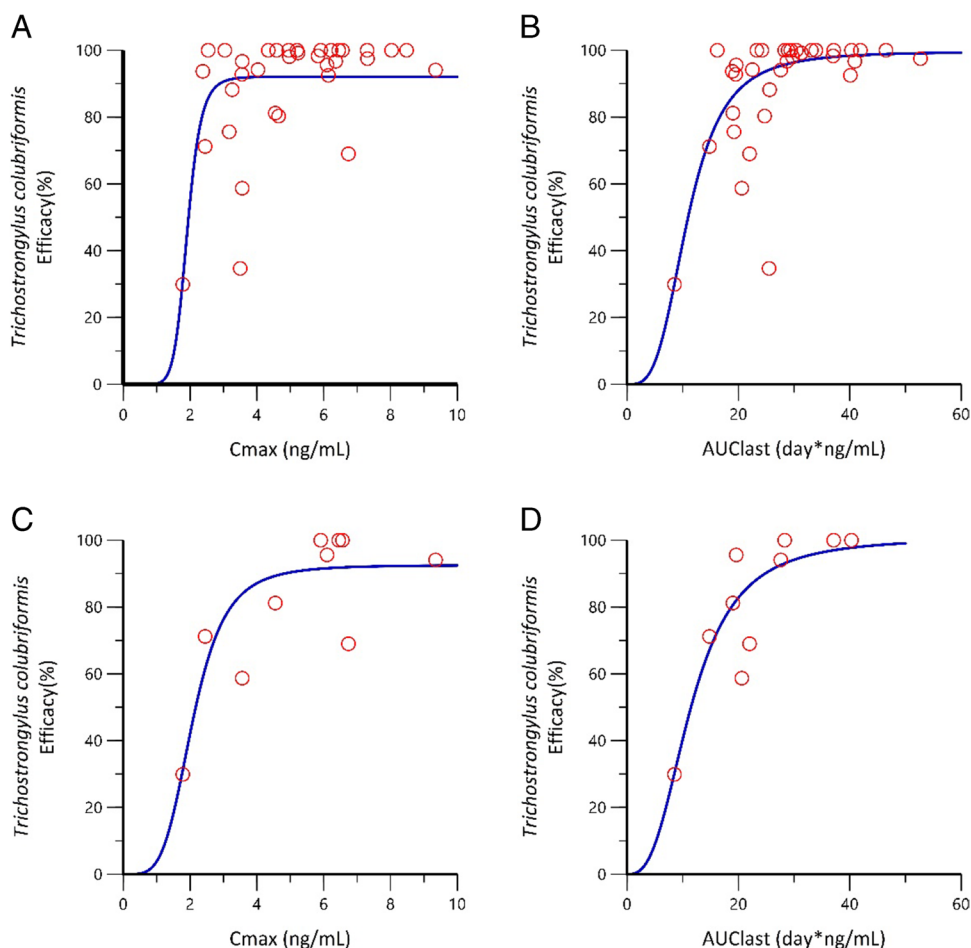 A
100
80
60
40
20
0
Trichostrongylus colubriformis
Efficacy(%)
0 2 4 6 8 10
Cmax (ng/mL)
B
100
80
60
40
20
0
Trichostrongylus colubriformis
Efficacy(%)
0 20 40 60
AUClast (day*ng/mL)
C
100
80
60
40
20
0
Trichostrongylus colubriformis
Efficacy(%)
0 2 4 6 8 10
Cmax (ng/mL)
D
100
80
60
40
20
0
Trichostrongylus colubriformis
Efficacy(%)
0 20 40 60
AUClast (day*ng/mL)